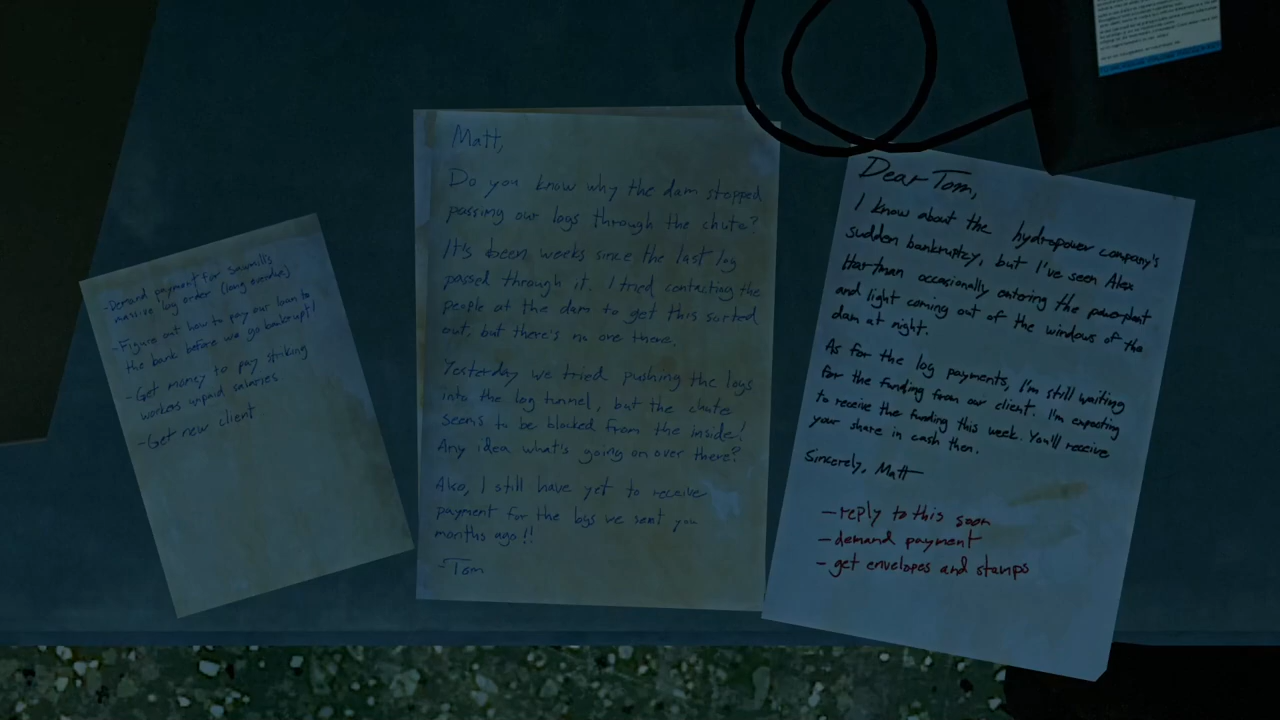 -Demand payment for sawmills
massive log order (long overdue)
-Figure out how to pay our loan to
the bank before we go bankrupt!
-Get money to pay striking
workers unpaid salaries
-Get new client
Matt,
Do you know why the dam stopped
passing our logs through the chute?
It's been weeks since the last log
passed through it. I tried contacting the
people at the dam to get this sorted
out, but there's no one there.
Yesterday we tried pushing the logs
into the log tunnel, but the chute
seems to be blocked from the inside!
Any idea what's going on over there?
Also, I still have yet to receive
payment for the logs we sent you
months ago!!
-Tom
Dear Tom,
I know about the hydropower company's
sudden bankruptzy, but I've seen Alex
Hartman occasionally entering the powerplant
and light coming out of the windows of the
dam at night.
As for the log payments, I'm still waiting
for the funding from our client. I'm expecting
to receive the funding this week. You'll receive
your share in cash then.
Sincerely, Matt
- reply to this soon
- demand payment
- get envelopes and stamps